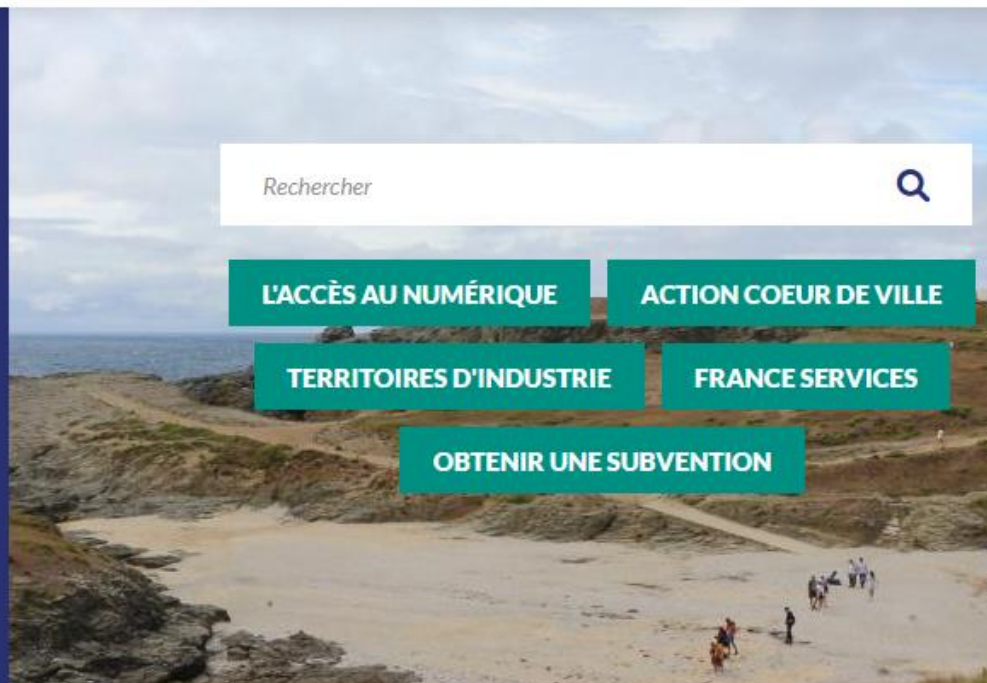 Rechercher
L'ACCÈS AU NUMÉRIQUE ACTION COEUR DE VILLE
TERRITOIRES D'INDUSTRIE FRANCE SERVICES
OBTENIR UNE SUBVENTION